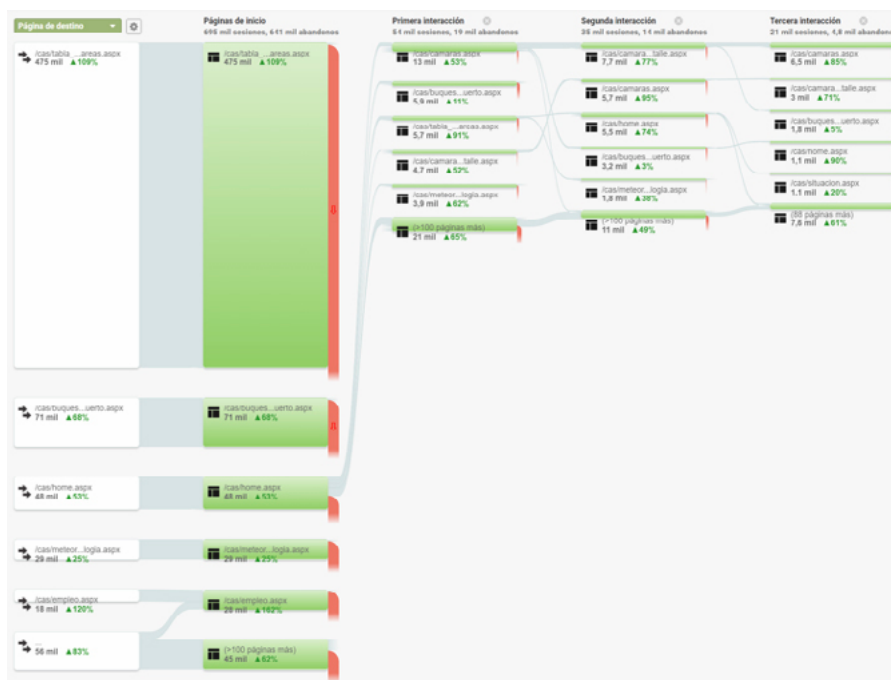 Página de destino
Páginas de inicio
695 mil sesiones, 641 mil abandonos
Primera interacción
54 mil sesiones, 19 mil abandonos
Segunda interacción
35 mil sesiones, 14 mil abandonos
Tercera interacción
21 mil sesiones, 4,8 mil abandonos
/cas/tabla_...areas.aspx
475 mil ▲109%
/cas/buques...uerto.aspx
71 mil ▲68%
/cas/home.aspx
48 mil ▲53%
/cas/meteor...logia.aspx
29 mil ▲25%
/cas/empleo.aspx
18 mil ▲120%
...
56 mil ▲83%
/cas/tabla_...areas.aspx
475 mil ▲109%
/cas/buques...uerto.aspx
71 mil ▲68%
/cas/home.aspx
48 mil ▲53%
/cas/meteor...logia.aspx
29 mil ▲25%
/cas/empleo.aspx
28 mil ▲162%
(>100 páginas más)
45 mil ▲62%
/cas/camaras.aspx
13 mil ▲53%
/cas/buques...uerto.aspx
5,9 mil ▲11%
/cas/tabla_...areas.aspx
5,7 mil ▲91%
/cas/camara...talle.aspx
4,7 mil ▲52%
/cas/meteor...logia.aspx
3,9 mil ▲62%
(>100 páginas más)
21 mil ▲65%
/cas/camara...talle.aspx
7,7 mil ▲77%
/cas/camaras.aspx
5,7 mil ▲95%
/cas/home.aspx
5,5 mil ▲74%
/cas/buques...uerto.aspx
3,2 mil ▲3%
/cas/meteor...logia.aspx
1,8 mil ▲38%
(>100 páginas más)
11 mil ▲49%
/cas/camaras.aspx
6,5 mil ▲85%
/cas/camara...talle.aspx
3 mil ▲71%
/cas/buques...uerto.aspx
1,8 mil ▲5%
/cas/home.aspx
1,1 mil ▲90%
/cas/situacion.aspx
1,1 mil ▲20%
(88 páginas más)
7,6 mil ▲61%